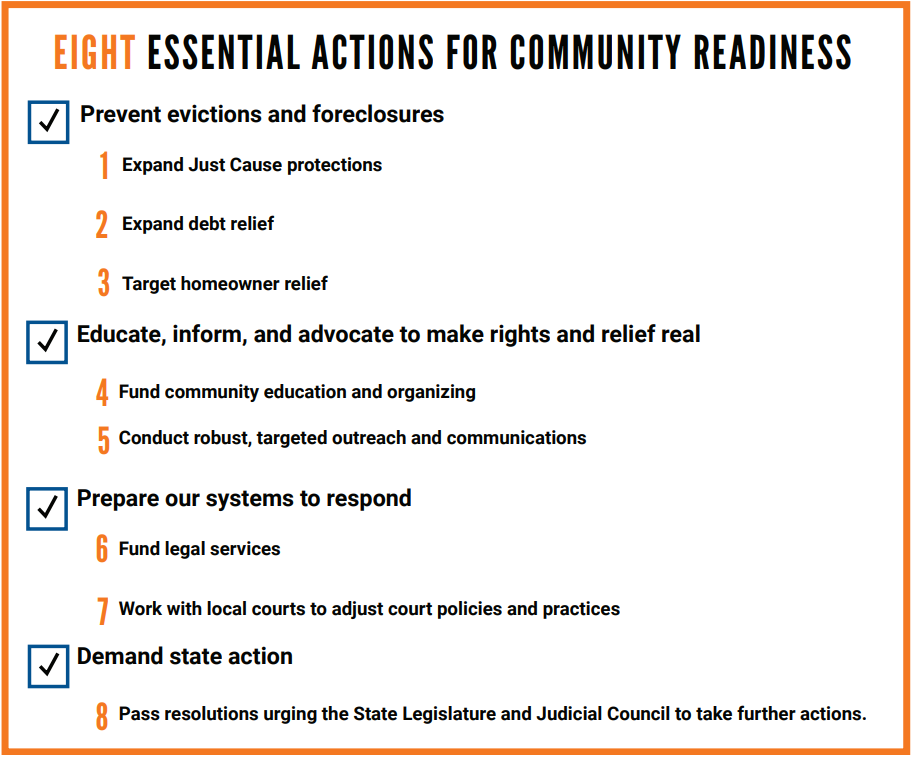 EIGHT ESSENTIAL ACTIONS FOR COMMUNITY READINESS
Prevent evictions and foreclosures
1 Expand Just Cause protections
2 Expand debt relief
3 Target homeowner relief
Educate, inform, and advocate to make rights and relief real
4 Fund community education and organizing
5 Conduct robust, targeted outreach and communications
Prepare our systems to respond
6 Fund legal services
7 Work with local courts to adjust court policies and practices
Demand state action
8 Pass resolutions urging the State Legislature and Judicial Council to take further actions.